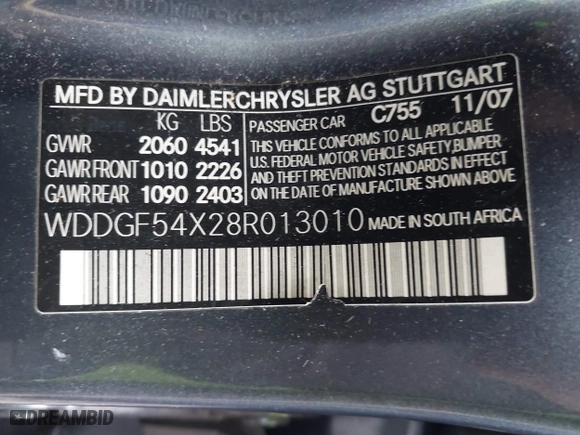 MFD BY DAIMLERCHRYSLER AG STUTTGART
KG LBS
GVWR 2060 4541
GAWR FRONT 1010 2226
GAWR REAR 1090 2403
PASSENGER CAR C755 11/07
THIS VEHICLE CONFORMS TO ALL APPLICABLE
U.S. FEDERAL MOTOR VEHICLE SAFETY, BUMPER
AND THEFT PREVENTION STANDARDS IN EFFECT
ON THE DATE OF MANUFACTURE SHOWN ABOVE.
WDDGF54X28R013010 MADE IN SOUTH AFRICA
DREAMBID